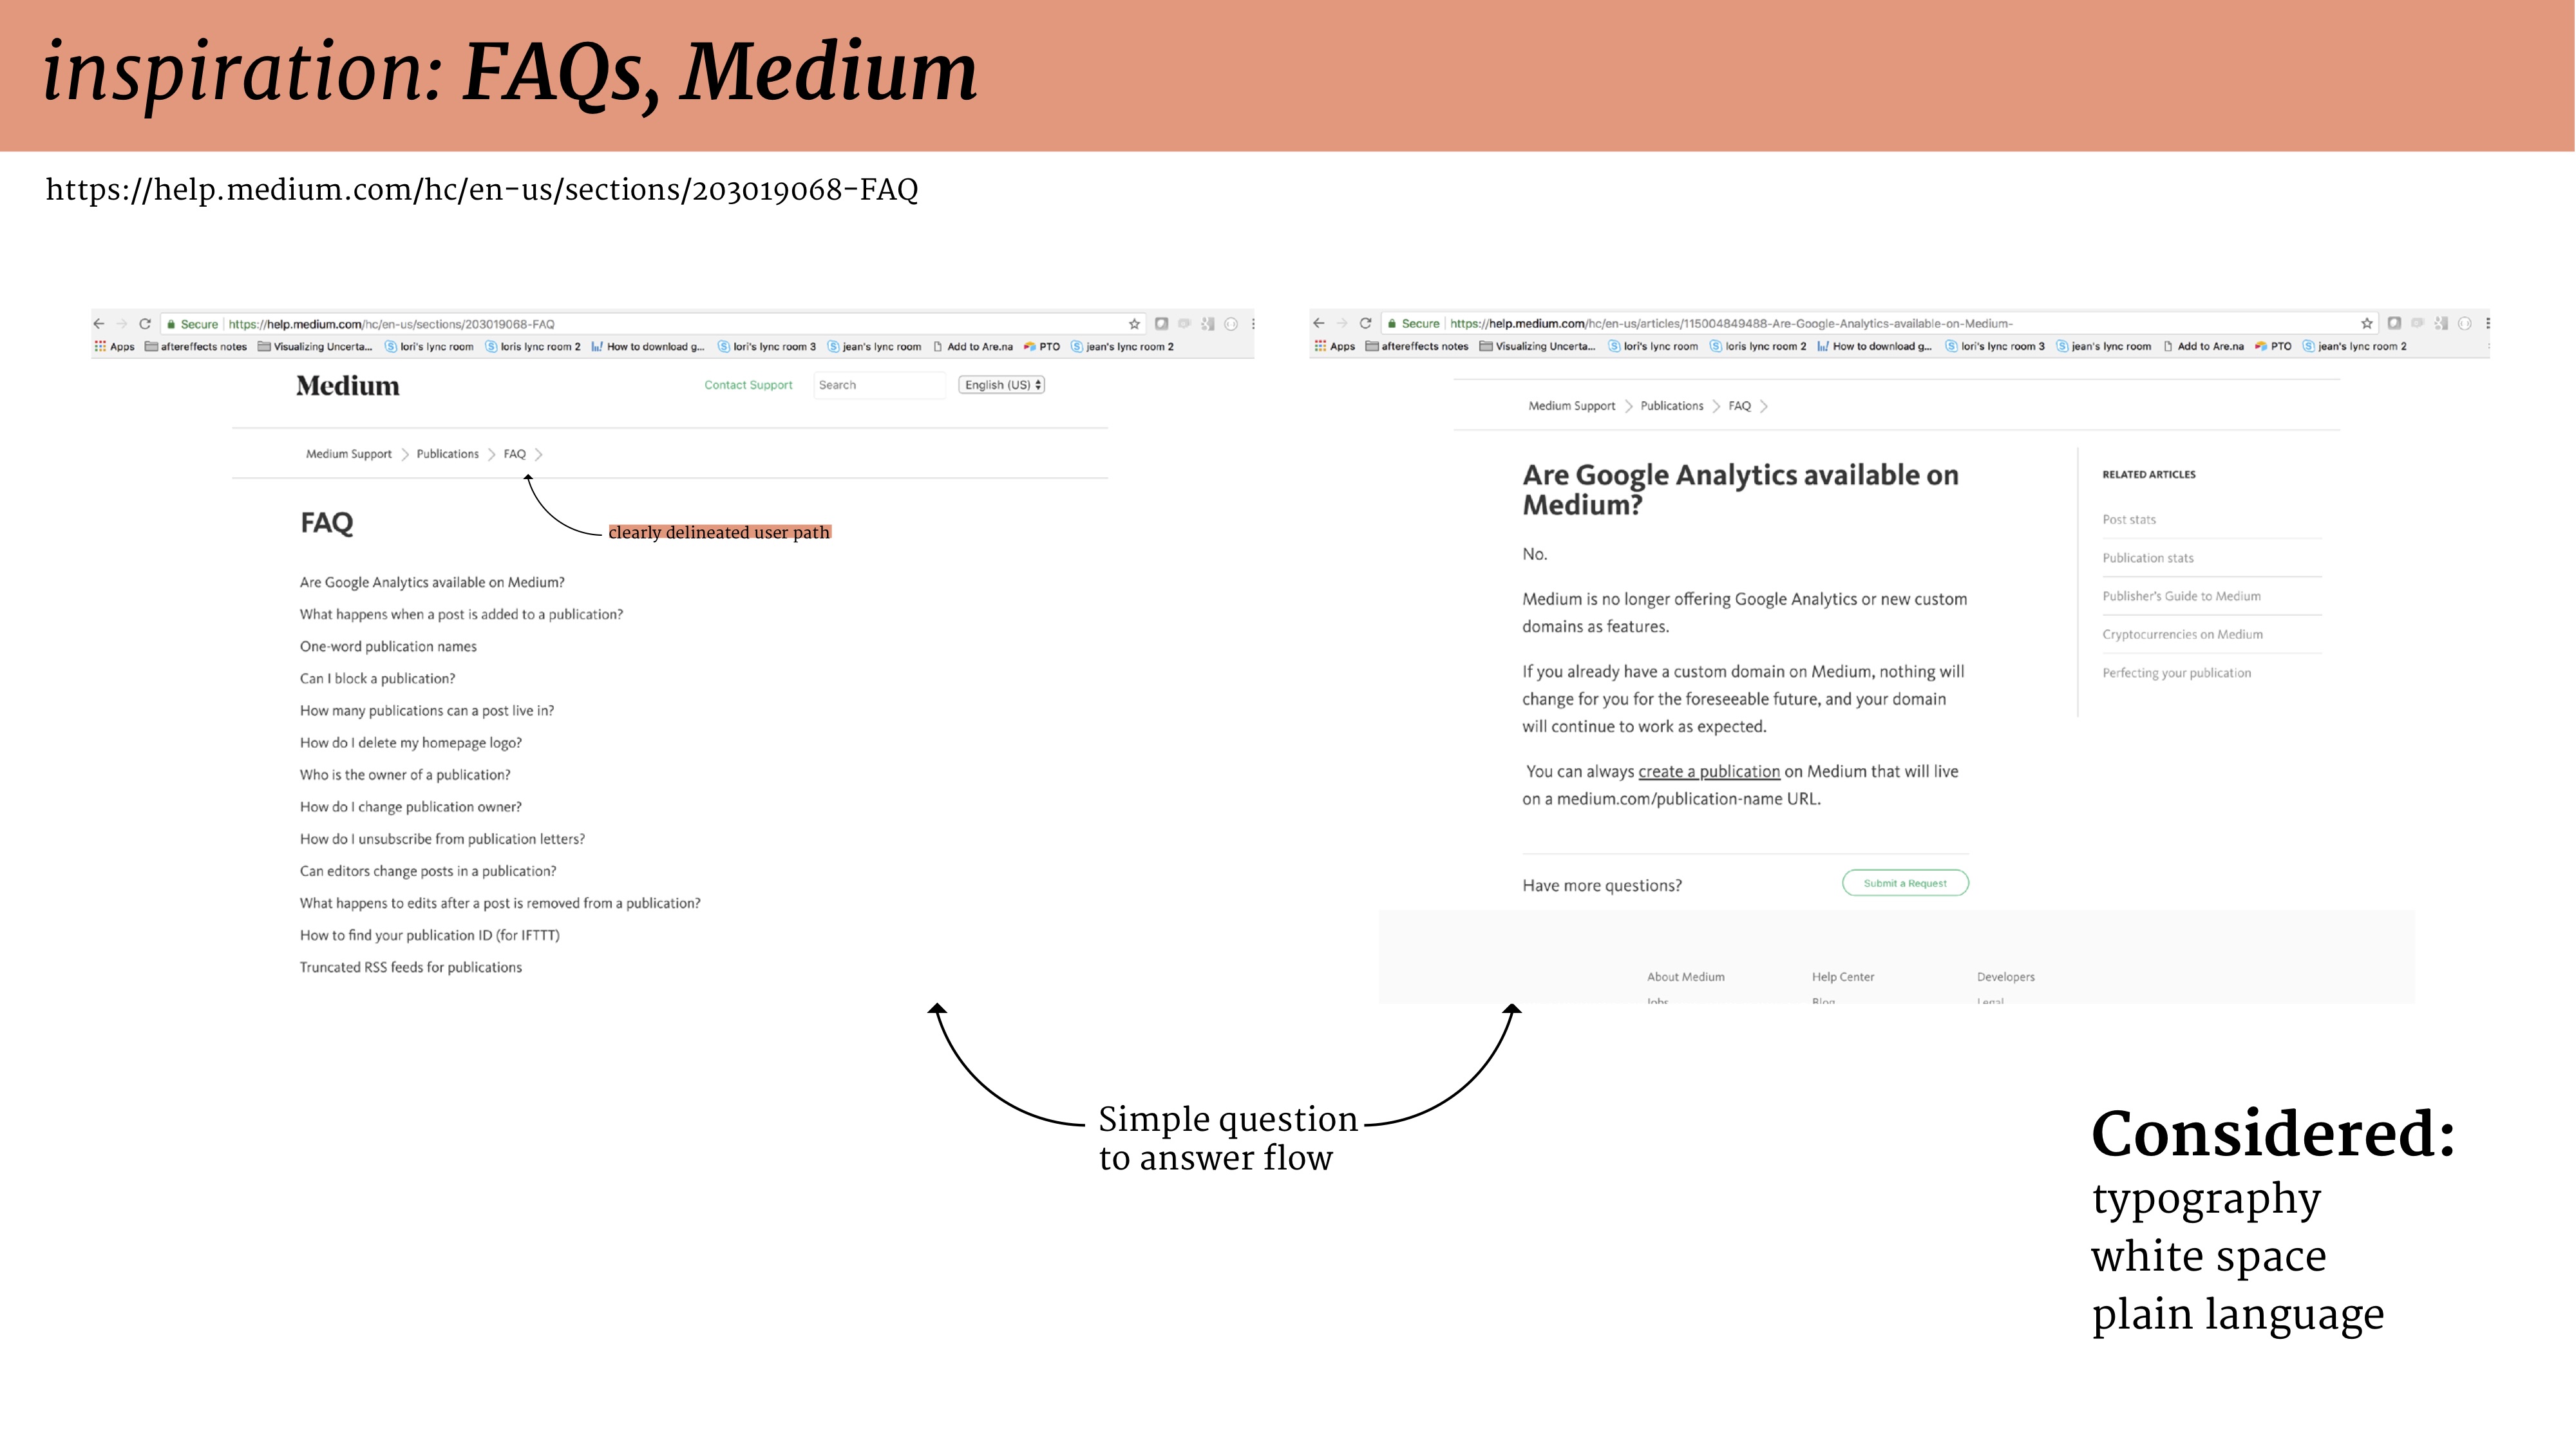 inspiration: FAQs, Medium
https://help.medium.com/hc/en-us/sections/203019068-FAQ
Secure https://help.medium.com/hc/en-us/sections/203019068-FAQ
Apps aftereffects notes Visualizing Uncerta... lori's lync room loris lync room 2 How to download g... lori's lync room 3 jean's lync room Add to Are.na PTO jean's lync room 2
Medium
Contact Support Search English (US)
Medium Support Publications FAQ
FAQ
clearly delineated user path
Are Google Analytics available on Medium?
What happens when a post is added to a publication?
One-word publication names
Can I block a publication?
How many publications can a post live in?
How do I delete my homepage logo?
Who is the owner of a publication?
How do I change publication owner?
How do I unsubscribe from publication letters?
Can editors change posts in a publication?
What happens to edits after a post is removed from a publication?
How to find your publication ID (for IFTTT)
Truncated RSS feeds for publications
Secure https://help.medium.com/hc/en-us/articles/115004849488-Are-Google-Analytics-available-on-Medium-
Apps aftereffects notes Visualizing Uncerta... lori's lync room loris lync room 2 How to download g... lori's lync room 3 jean's lync room Add to Are.na PTO jean's lync room 2
Medium Support Publications FAQ
Are Google Analytics available on
Medium?
No.
Medium is no longer offering Google Analytics or new custom
domains as features.
If you already have a custom domain on Medium, nothing will
change for you for the foreseeable future, and your domain
will continue to work as expected.
You can always create a publication on Medium that will live
on a medium.com/publication-name URL.
Have more questions? Submit a Request
RELATED ARTICLES
Post stats
Publication stats
Publisher's Guide to Medium
Cryptocurrencies on Medium
Perfecting your publication
About Medium Help Center Developers
Jobs Blog Legal
Simple question
to answer flow
Considered:
typography
white space
plain language